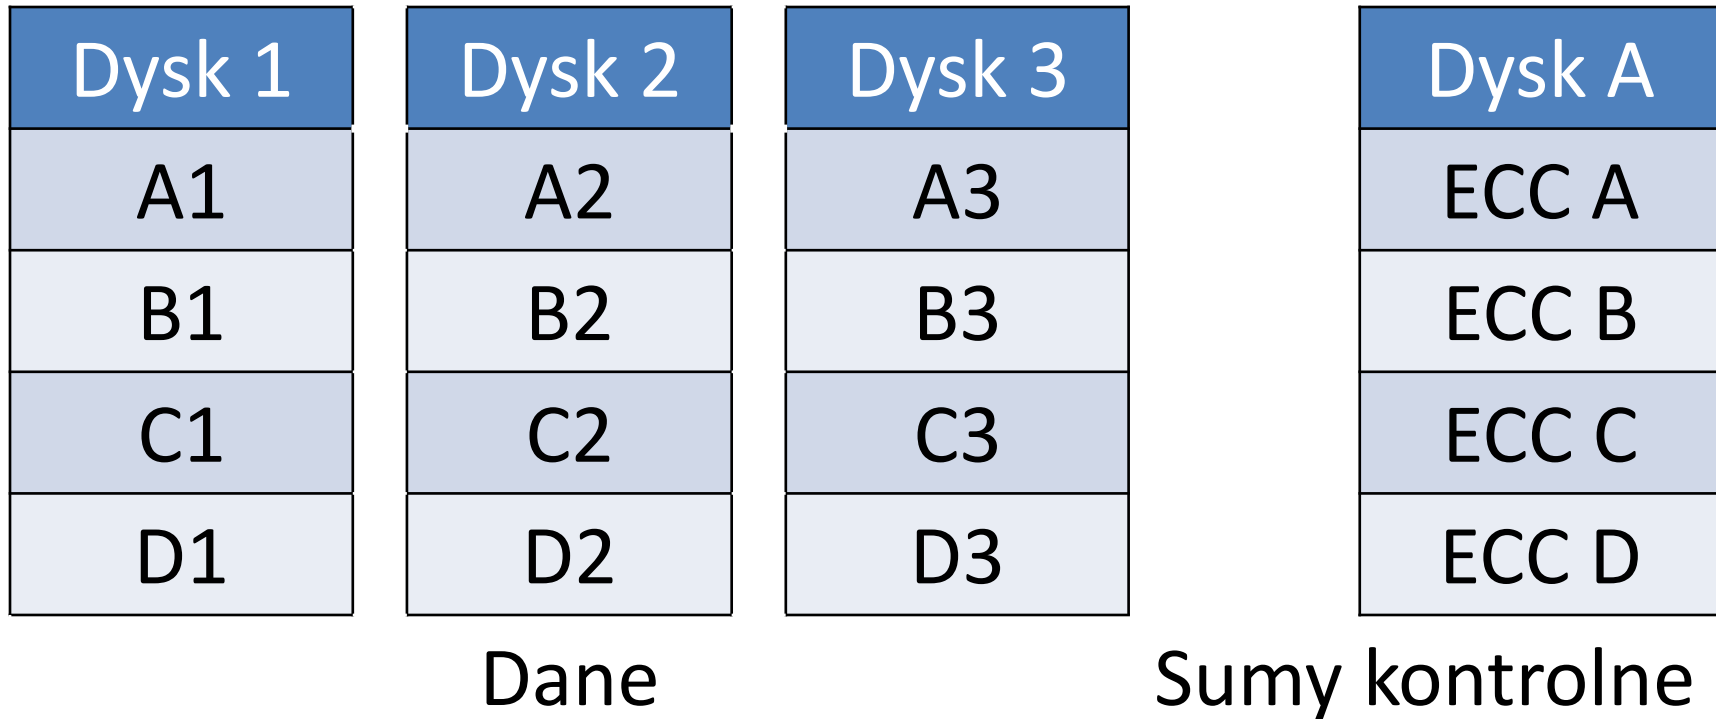 Dysk 1 Dysk 2 Dysk 3 Dysk A
A1 A2 A3 ECC A
B1 B2 B3 ECC B
C1 C2 C3 ECC C
D1 D2 D3 ECC D
Dane Sumy kontrolne